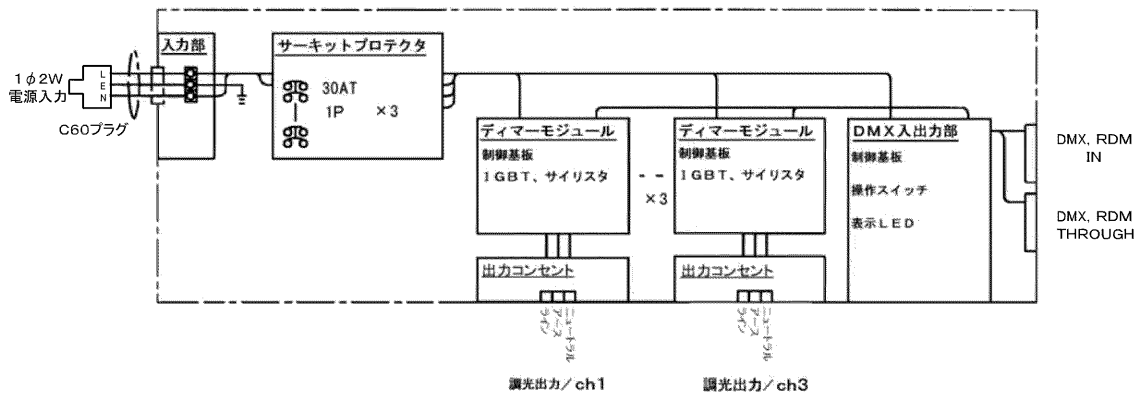 入力部
サーキットプロテクタ
1φ2W
電源入力
L
E
N
C60プラグ
30AT
1P ×3
ディマーモジュール
制御基板
IGBT、サイリスタ
- -
×3
ディマーモジュール
制御基板
IGBT、サイリスタ
DMX入出力部
制御基板
操作スイッチ
表示LED
DMX, RDM
IN
DMX, RDM
THROUGH
出力コンセント
出力コンセント
ニュートラル
アース
ライン
ニュートラル
アース
ライン
調光出力/ch1
調光出力/ch3